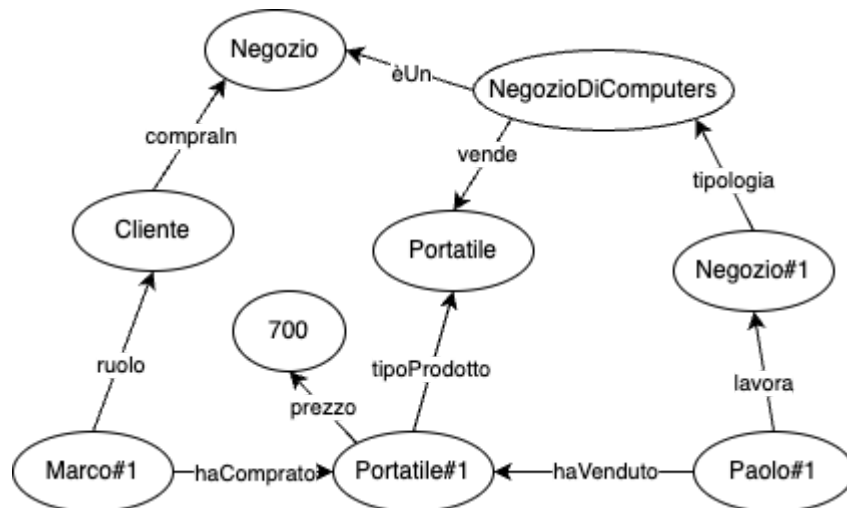 Negozio
èUn
NegozioDiComputers
compraIn
vende
tipologia
Cliente
Portatile
Negozio#1
700
ruolo
tipoProdotto
lavora
prezzo
Marco#1
haComprato
Portatile#1
haVenduto
Paolo#1